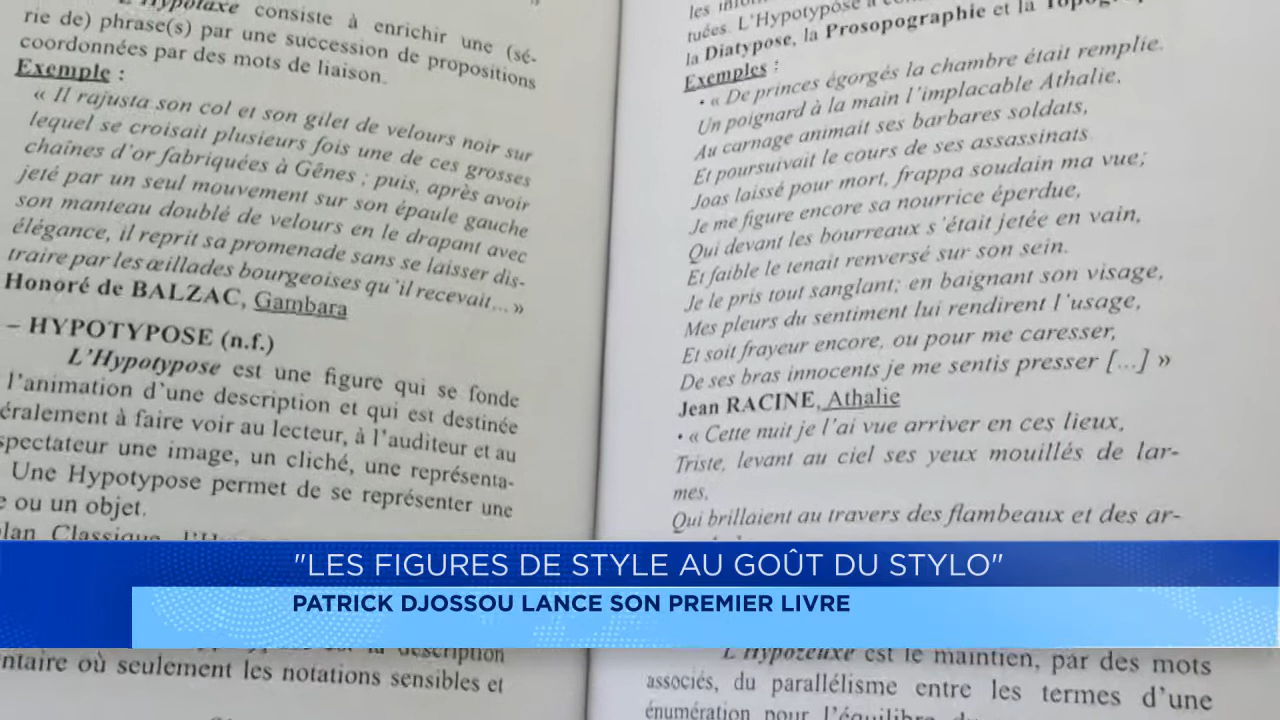 L'Hypotaxe consiste à enrichir une (sé-
rie de) phrase(s) par une succession de propositions
coordonnées par des mots de liaison.
Exemple :
« Il rajusta son col et son gilet de velours noir sur
lequel se croisait plusieurs fois une de ces grosses
chaînes d'or fabriquées à Gênes ; puis, après avoir
jeté par un seul mouvement sur son épaule gauche
son manteau doublé de velours en le drapant avec
élégance, il reprit sa promenade sans se laisser dis-
traire par les œillades bourgeoises qu'il recevait... »
Honoré de BALZAC, Gambara
– HYPOTYPOSE (n.f.)
L'Hypotypose est une figure qui se fonde
l'animation d'une description et qui est destinée
éralement à faire voir au lecteur, à l'auditeur et au
spectateur une image, un cliché, une représenta-
Une Hypotypose permet de se représenter une
e ou un objet.
plan Classique,
description
ntaire où seulement les notations sensibles et
les
tuées. L'Hypotypose a
la Diatypose, la Prosopographie et la
Exemples :
• « De princes égorgés la chambre était remplie.
Un poignard à la main l'implacable Athalie,
Au carnage animait ses barbares soldats,
Et poursuivait le cours de ses assassinats
Joas laissé pour mort, frappa soudain ma vue;
Je me figure encore sa nourrice éperdue,
Qui devant les bourreaux s'était jetée en vain,
Et faible le tenait renversé sur son sein.
Je le pris tout sanglant; en baignant son visage,
Mes pleurs du sentiment lui rendirent l'usage,
Et soit frayeur encore, ou pour me caresser,
De ses bras innocents je me sentis presser [...] »
Jean RACINE, Athalie
• « Cette nuit je l'ai vue arriver en ces lieux,
Triste, levant au ciel ses yeux mouillés de lar-
mes,
Qui brillaient au travers des flambeaux et des ar-
L'Hypozeuxe est le maintien, par des mots
associés, du parallélisme entre les termes d'une
énumération pour l'équilibre
"LES FIGURES DE STYLE AU GOÛT DU STYLO"
PATRICK DJOSSOU LANCE SON PREMIER LIVRE